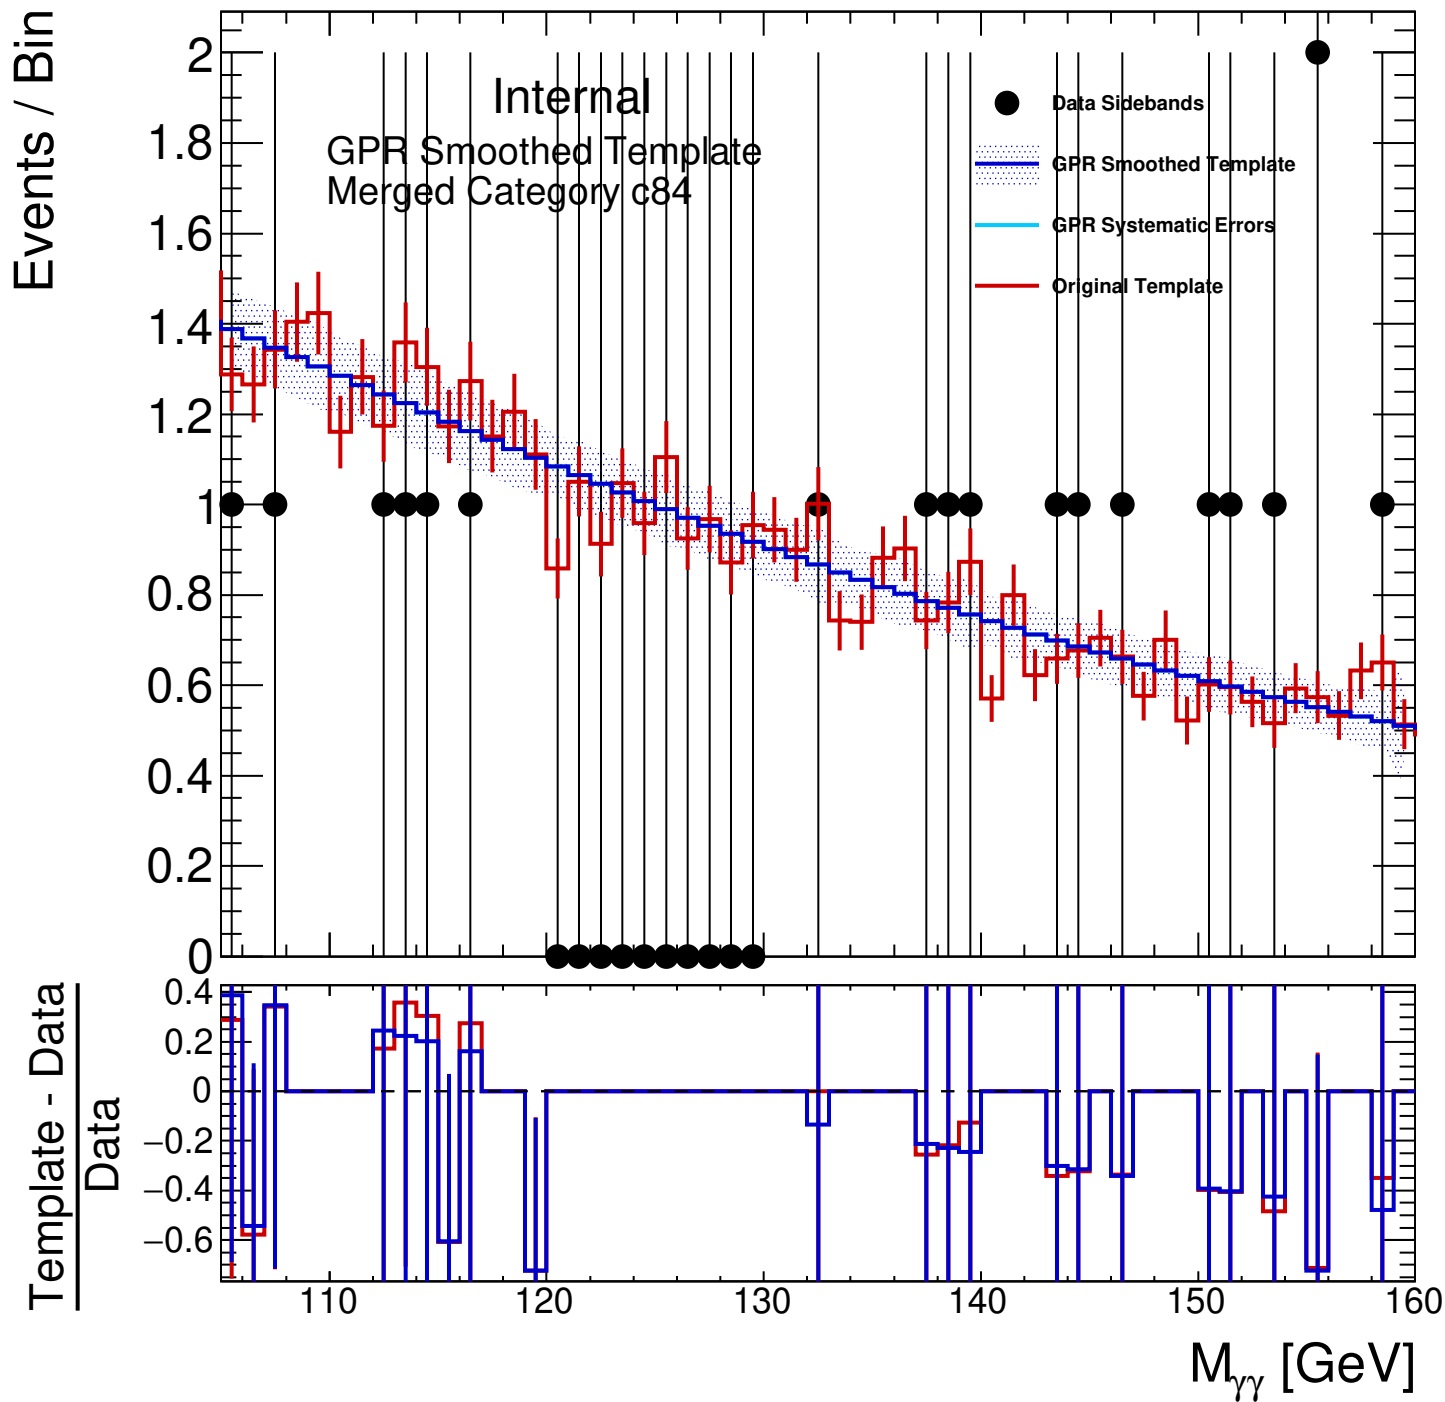 Events / Bin
2
1.8
1.6
1.4
1.2
1
0.8
0.6
0.4
0.2
0
Internal
GPR Smoothed Template
Merged Category c84
Data Sidebands
GPR Smoothed Template
GPR Systematic Errors
Original Template
Template - Data
Data
0.4
0.2
0
−0.2
−0.4
−0.6
110 120 130 140 150 160
Mγγ [GeV]